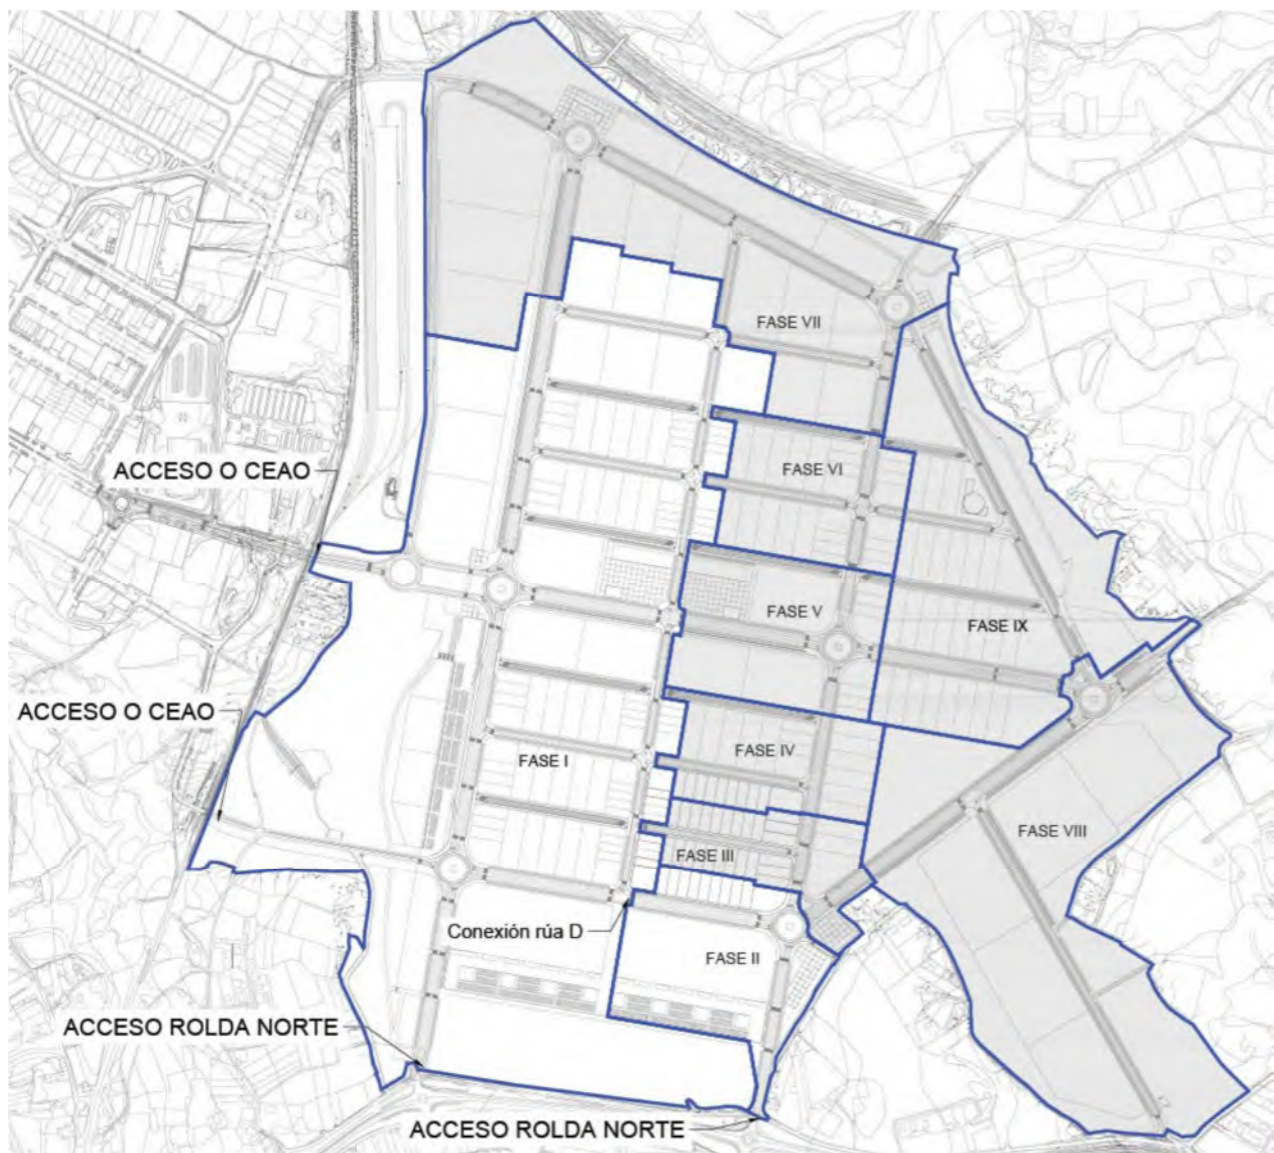 FASE VII
ACCESO O CEAO
FASE VI
FASE V
FASE IX
ACCESO O CEAO
FASE I
FASE IV
FASE VIII
FASE III
Conexión rúa D
FASE II
ACCESO ROLDA NORTE
ACCESO ROLDA NORTE